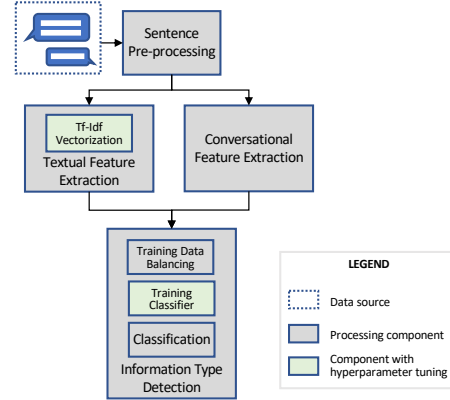 Sentence
Pre-processing
Tf-Idf
Vectorization
Textual Feature
Extraction
Conversational
Feature Extraction
Training Data
Balancing
Training
Classifier
Classification
Information Type
Detection
LEGEND
Data source
Processing component
Component with
hyperparameter tuning